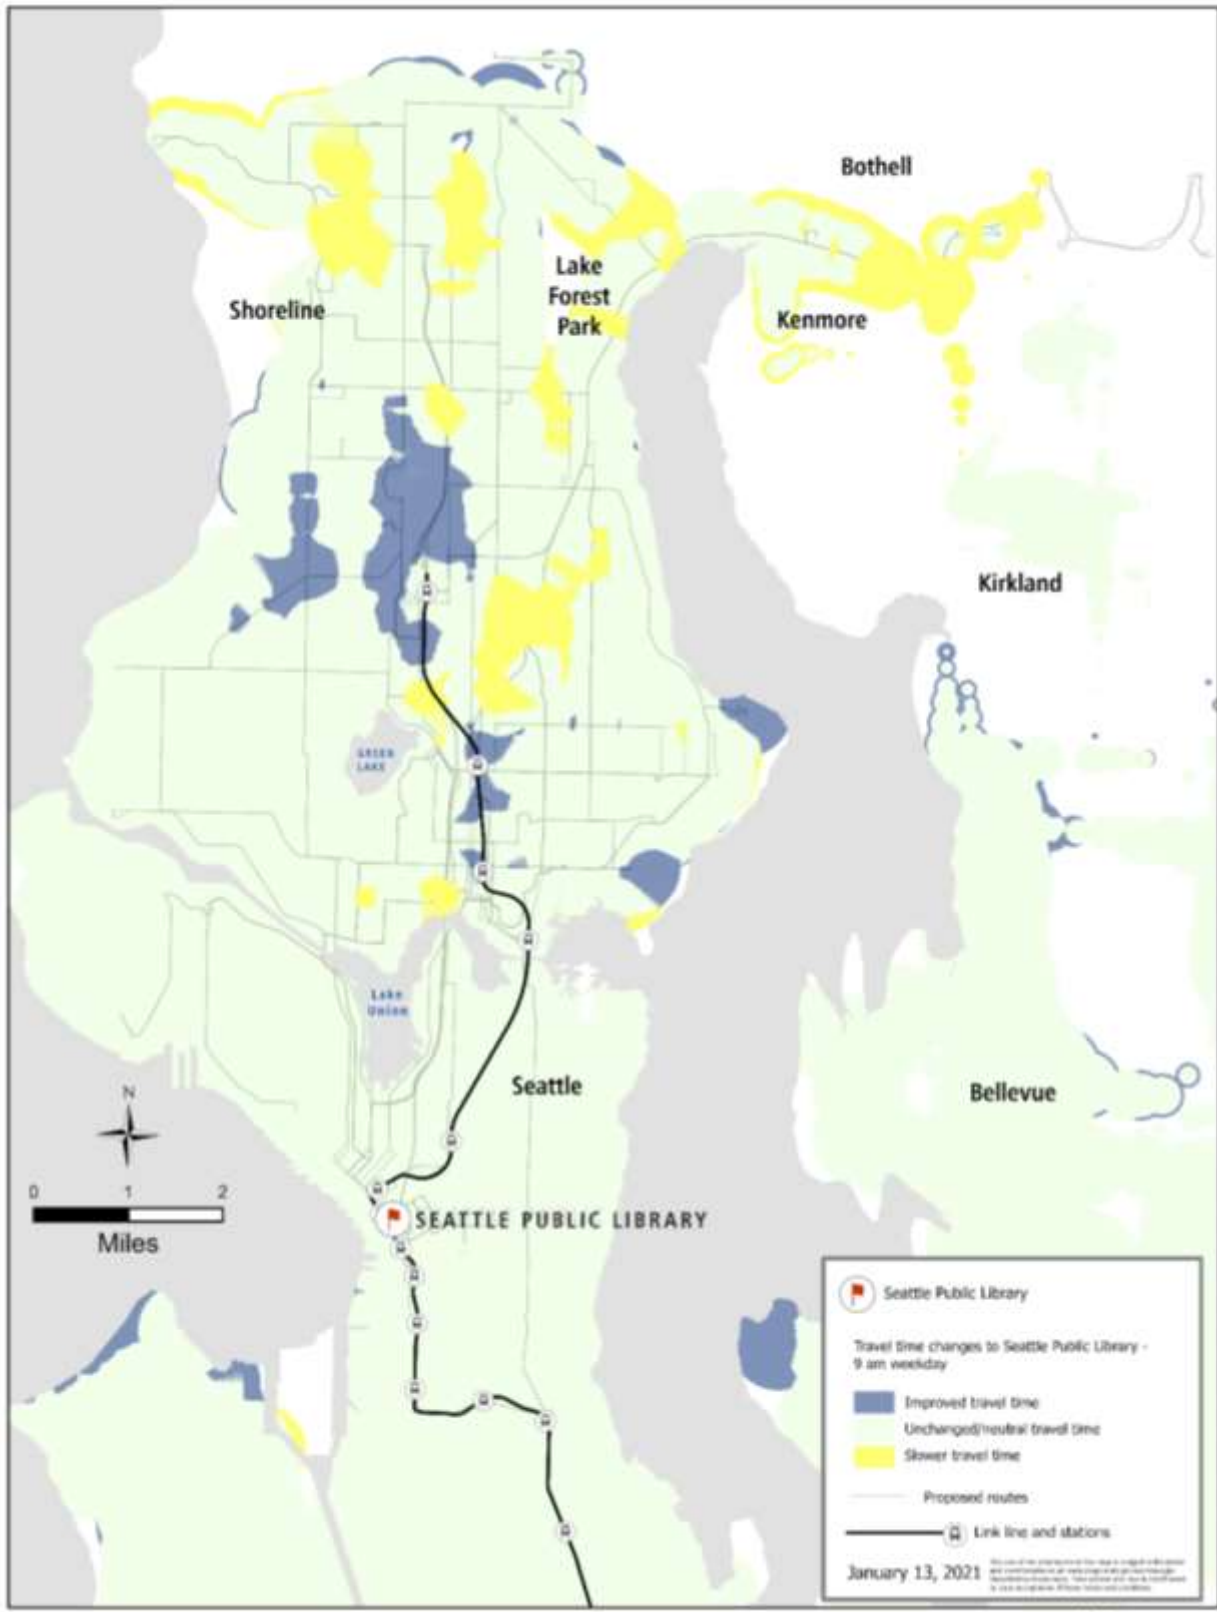 Bothell
Lake
Forest
Park
Shoreline
Kenmore
Kirkland
GREEN
LAKE
Lake
Union
Seattle
Bellevue
N
0 1 2
Miles
SEATTLE PUBLIC LIBRARY
Seattle Public Library
Travel time changes to Seattle Public Library -
9 am weekday
Improved travel time
Unchanged/neutral travel time
Slower travel time
Proposed routes
Link line and stations
January 13, 2021